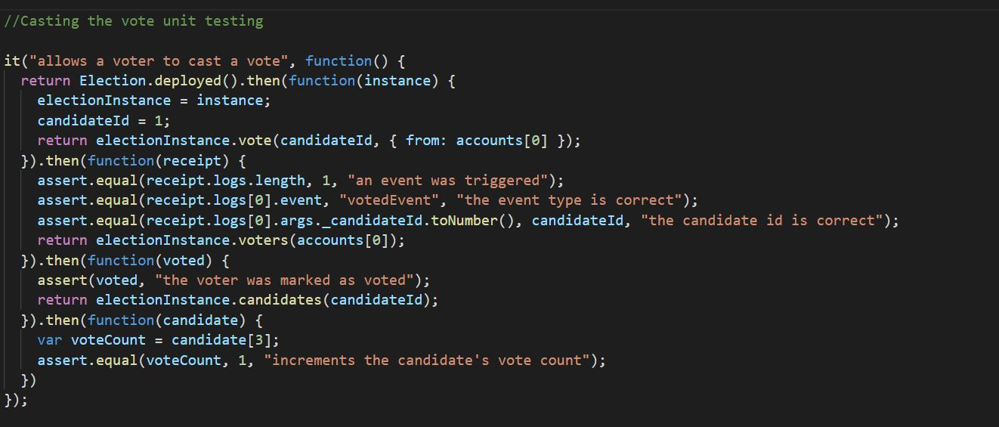 //Casting the vote unit testing
it("allows a voter to cast a vote", function() {
return Election.deployed().then(function(instance) {
electionInstance = instance;
candidateId = 1;
return electionInstance.vote(candidateId, { from: accounts[0] });
}).then(function(receipt) {
assert.equal(receipt.logs.length, 1, "an event was triggered");
assert.equal(receipt.logs[0].event, "votedEvent", "the event type is correct");
assert.equal(receipt.logs[0].args._candidateId.toNumber(), candidateId, "the candidate id is correct");
return electionInstance.voters(accounts[0]);
}).then(function(voted) {
assert(voted, "the voter was marked as voted");
return electionInstance.candidates(candidateId);
}).then(function(candidate) {
var voteCount = candidate[3];
assert.equal(voteCount, 1, "increments the candidate's vote count");
})
});